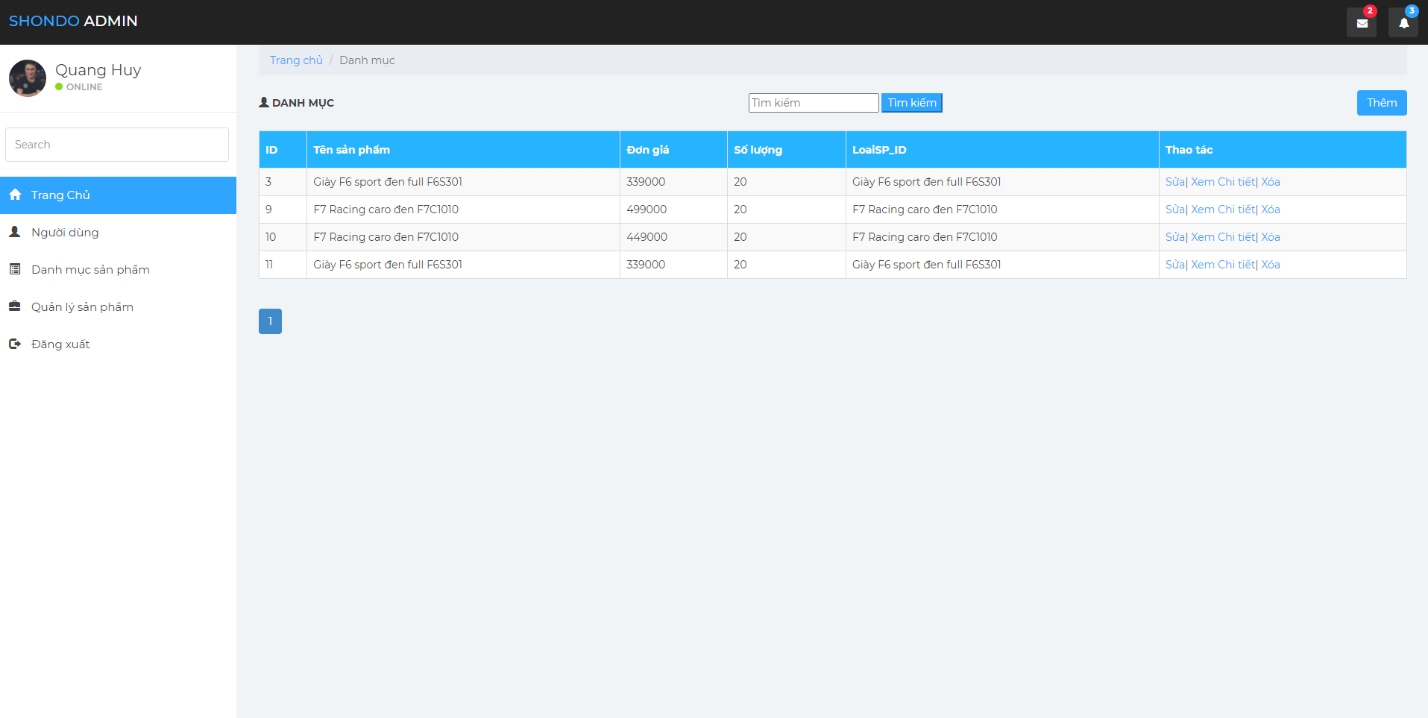 SHONDO ADMIN
2
3
Quang Huy
ONLINE
Search
Trang Chủ
Người dùng
Danh mục sản phẩm
Quản lý sản phẩm
Đăng xuất
Trang chủ / Danh muc
DANH MỤC
Tìm kiếm Tìm kiếm
Thêm
ID Tên sản phẩm Đơn giá Số lượng LoaiSP_ID Thao tác
3 Giày F6 sport đen full F6S301 339000 20 Giày F6 sport đen full F6S301 Sửa| Xem Chi tiết| Xóa
9 F7 Racing caro đen F7C1010 499000 20 F7 Racing caro đen F7C1010 Sửa| Xem Chi tiết| Xóa
10 F7 Racing caro đen F7C1010 449000 20 F7 Racing caro đen F7C1010 Sửa| Xem Chi tiết| Xóa
11 Giày F6 sport đen full F6S301 339000 20 Giày F6 sport đen full F6S301 Sửa| Xem Chi tiết| Xóa
1